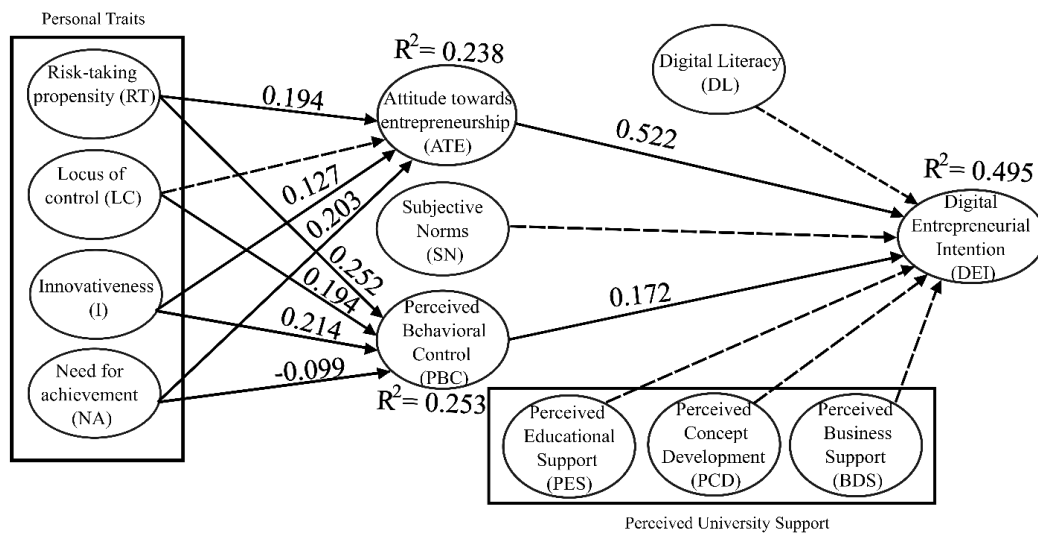 Personal Traits
Risk-taking
propensity (RT)
Locus of
control (LC)
Innovativeness
(I)
Need for
achievement
(NA)
0.194
0.127
0.203
0.252
0.194
0.214
-0.099
R² = 0.238
Attitude towards
entrepreneurship
(ATE)
Subjective
Norms
(SN)
Perceived
Behavioral
Control
(PBC)
R² = 0.253
Digital Literacy
(DL)
0.522
0.172
R² = 0.495
Digital
Entrepreneurial
Intention
(DEI)
Perceived
Educational
Support
(PES)
Perceived
Concept
Development
(PCD)
Perceived
Business
Support
(BDS)
Perceived University Support